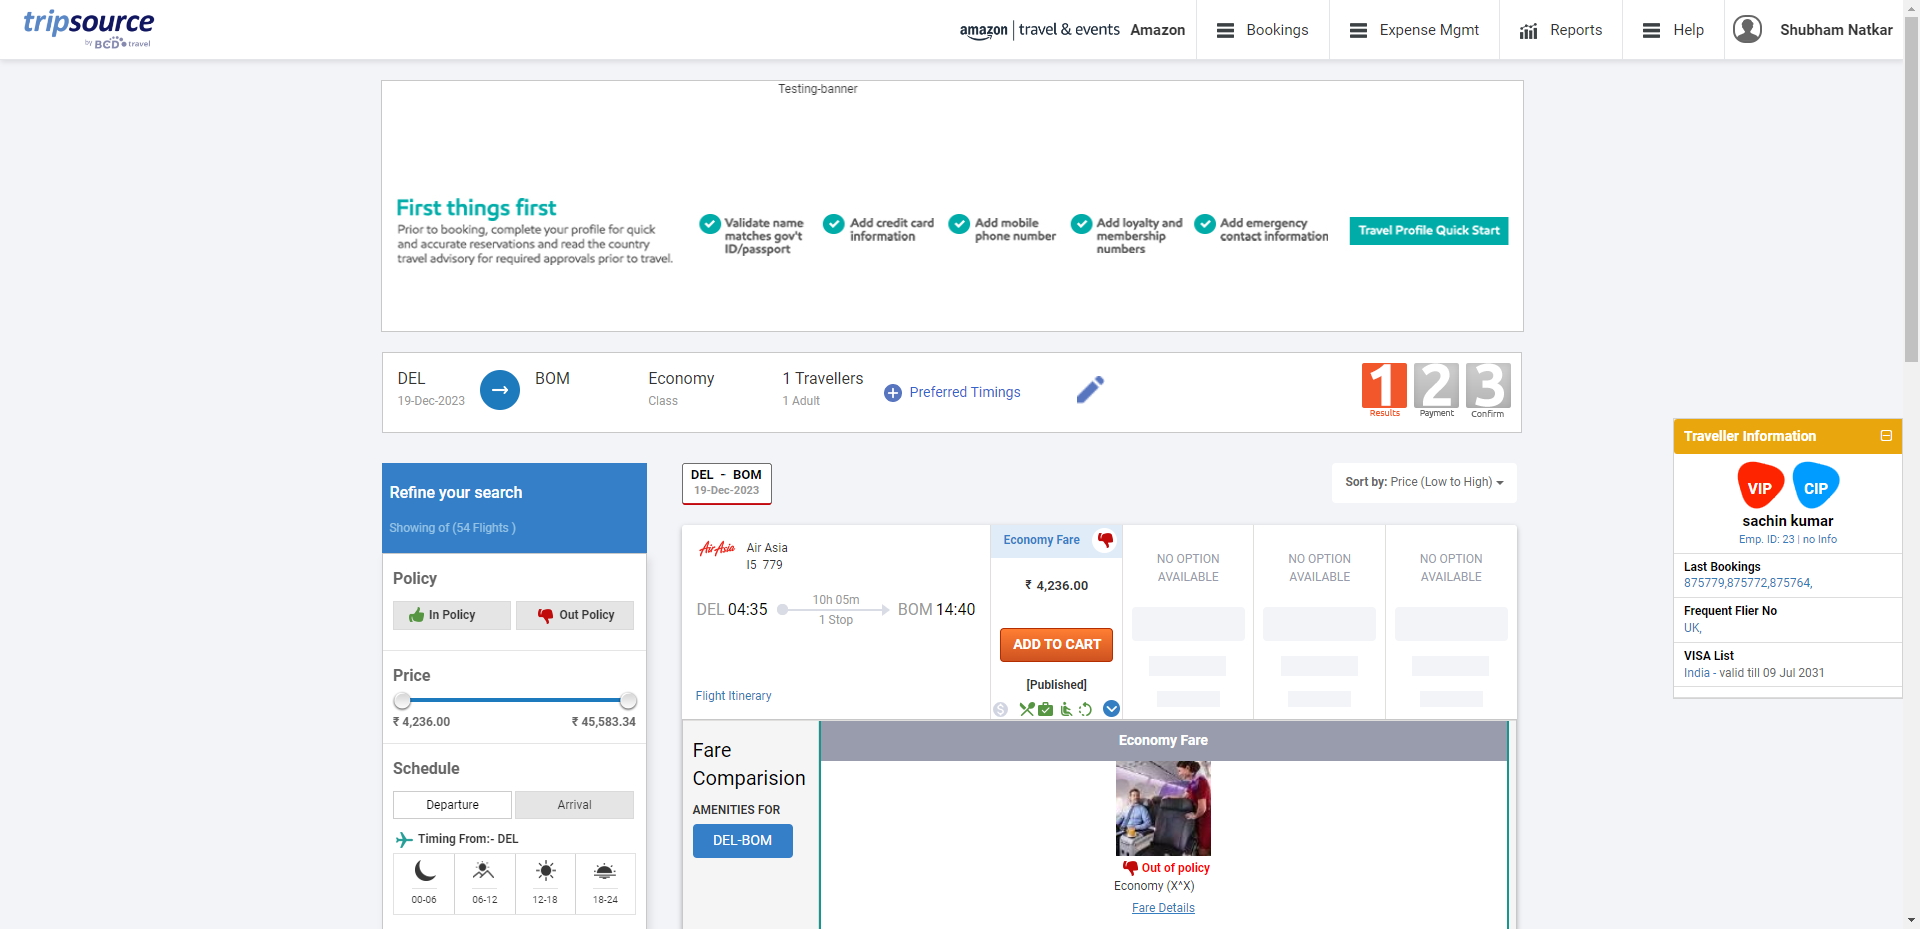 tripsource
by BCD travel
amazon | travel & events Amazon
Bookings
Expense Mgmt
Reports
Help
Shubham Natkar
Testing-banner
First things first
Prior to booking, complete your profile for quick
and accurate reservations and read the country
travel advisory for required approvals prior to travel.
Validate name
matches gov't
ID/passport
Add credit card
information
Add mobile
phone number
Add loyalty and
membership
numbers
Add emergency
contact information
Travel Profile Quick Start
DEL
19-Dec-2023
BOM
Economy
Class
1 Travellers
1 Adult
Preferred Timings
1
Results
2
Payment
3
Confirm
Traveller Information
VIP
CIP
sachin kumar
Emp. ID: 23 | no Info
Last Bookings
875779,875772,875764,
Frequent Flier No
UK,
VISA List
India - valid till 09 Jul 2031
Refine your search
Showing of (54 Flights )
Policy
In Policy
Out Policy
Price
₹ 4,236.00
₹ 45,583.34
Schedule
Departure
Arrival
Timing From:- DEL
00-06
06-12
12-18
18-24
DEL - BOM
19-Dec-2023
Sort by: Price (Low to High)
AirAsia
Air Asia
I5 779
DEL 04:35
10h 05m
1 Stop
BOM 14:40
Flight Itinerary
Economy Fare
₹ 4,236.00
ADD TO CART
[Published]
NO OPTION
AVAILABLE
NO OPTION
AVAILABLE
NO OPTION
AVAILABLE
Fare
Comparision
AMENITIES FOR
DEL-BOM
Economy Fare
Out of policy
Economy (X^X)
Fare Details